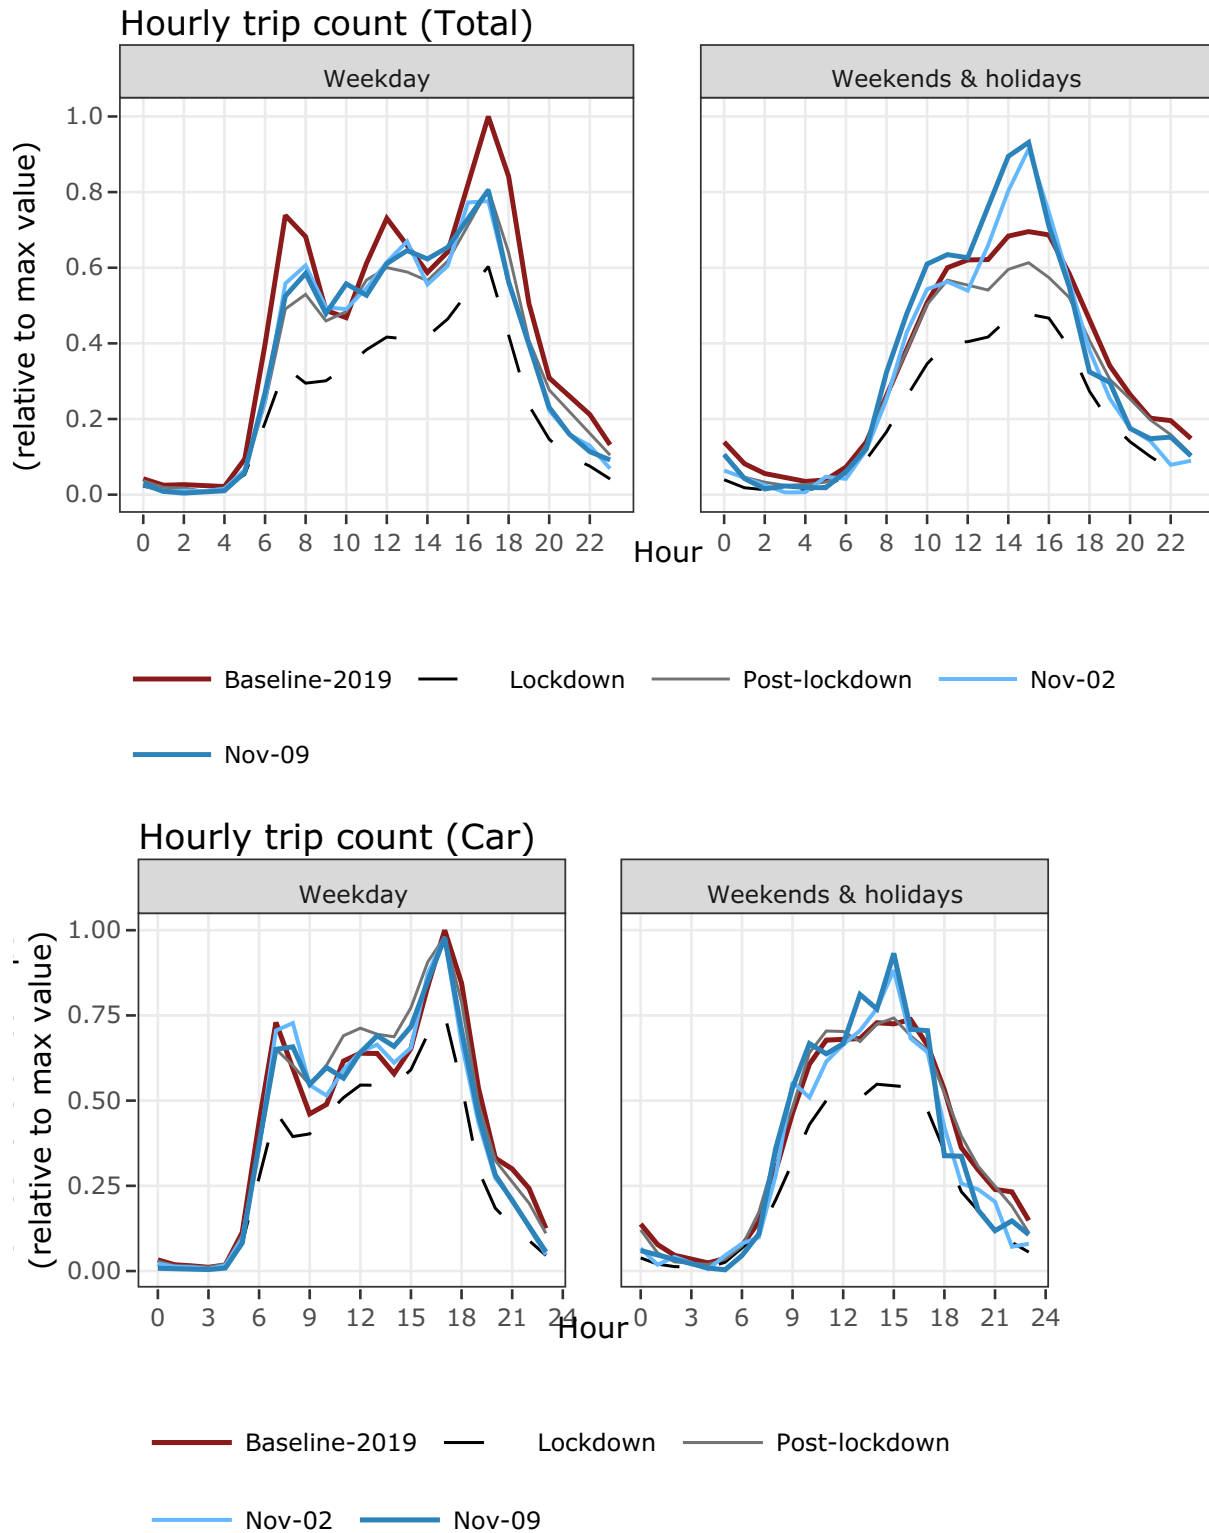 Hourly trip count (Total)
Weekday
Weekends & holidays
(relative to max value)
1.0
0.8
0.6
0.4
0.2
0.0
0 2 4 6 8 10 12 14 16 18 20 22
0 2 4 6 8 10 12 14 16 18 20 22
Hour
Baseline-2019 Lockdown Post-lockdown Nov-02
Nov-09
Hourly trip count (Car)
Weekday
Weekends & holidays
(relative to max value)
1.00
0.75
0.50
0.25
0.00
0 3 6 9 12 15 18 21 24
0 3 6 9 12 15 18 21 24
Hour
Baseline-2019 Lockdown Post-lockdown
Nov-02 Nov-09